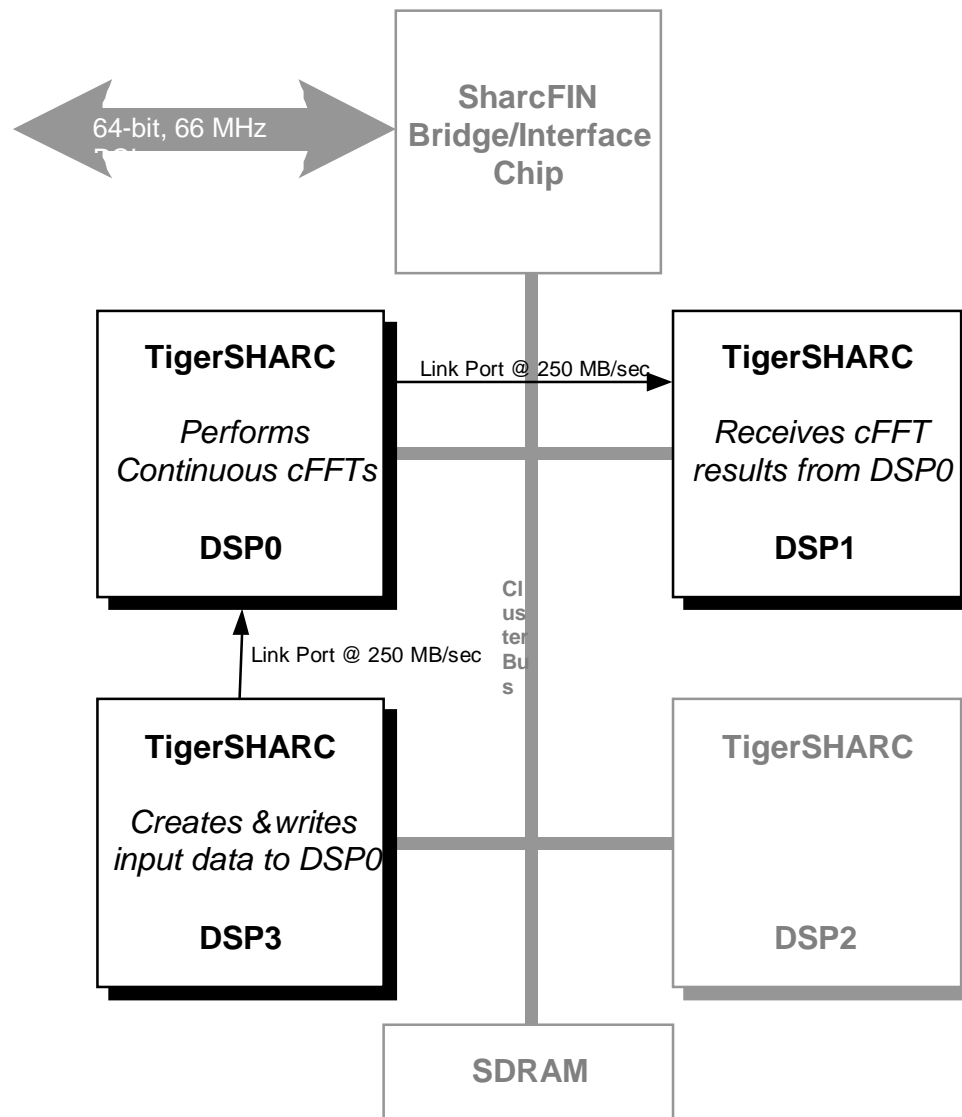 SharcFIN
Bridge/Interface
Chip
64-bit, 66 MHz
TigerSHARC
Performs
Continuous cFFTs
DSP0
Link Port @ 250 MB/sec
TigerSHARC
Receives cFFT
results from DSP0
DSP1
Cl
us
ter
Bu
s
Link Port @ 250 MB/sec
TigerSHARC
Creates &writes
input data to DSP0
DSP3
TigerSHARC
DSP2
SDRAM